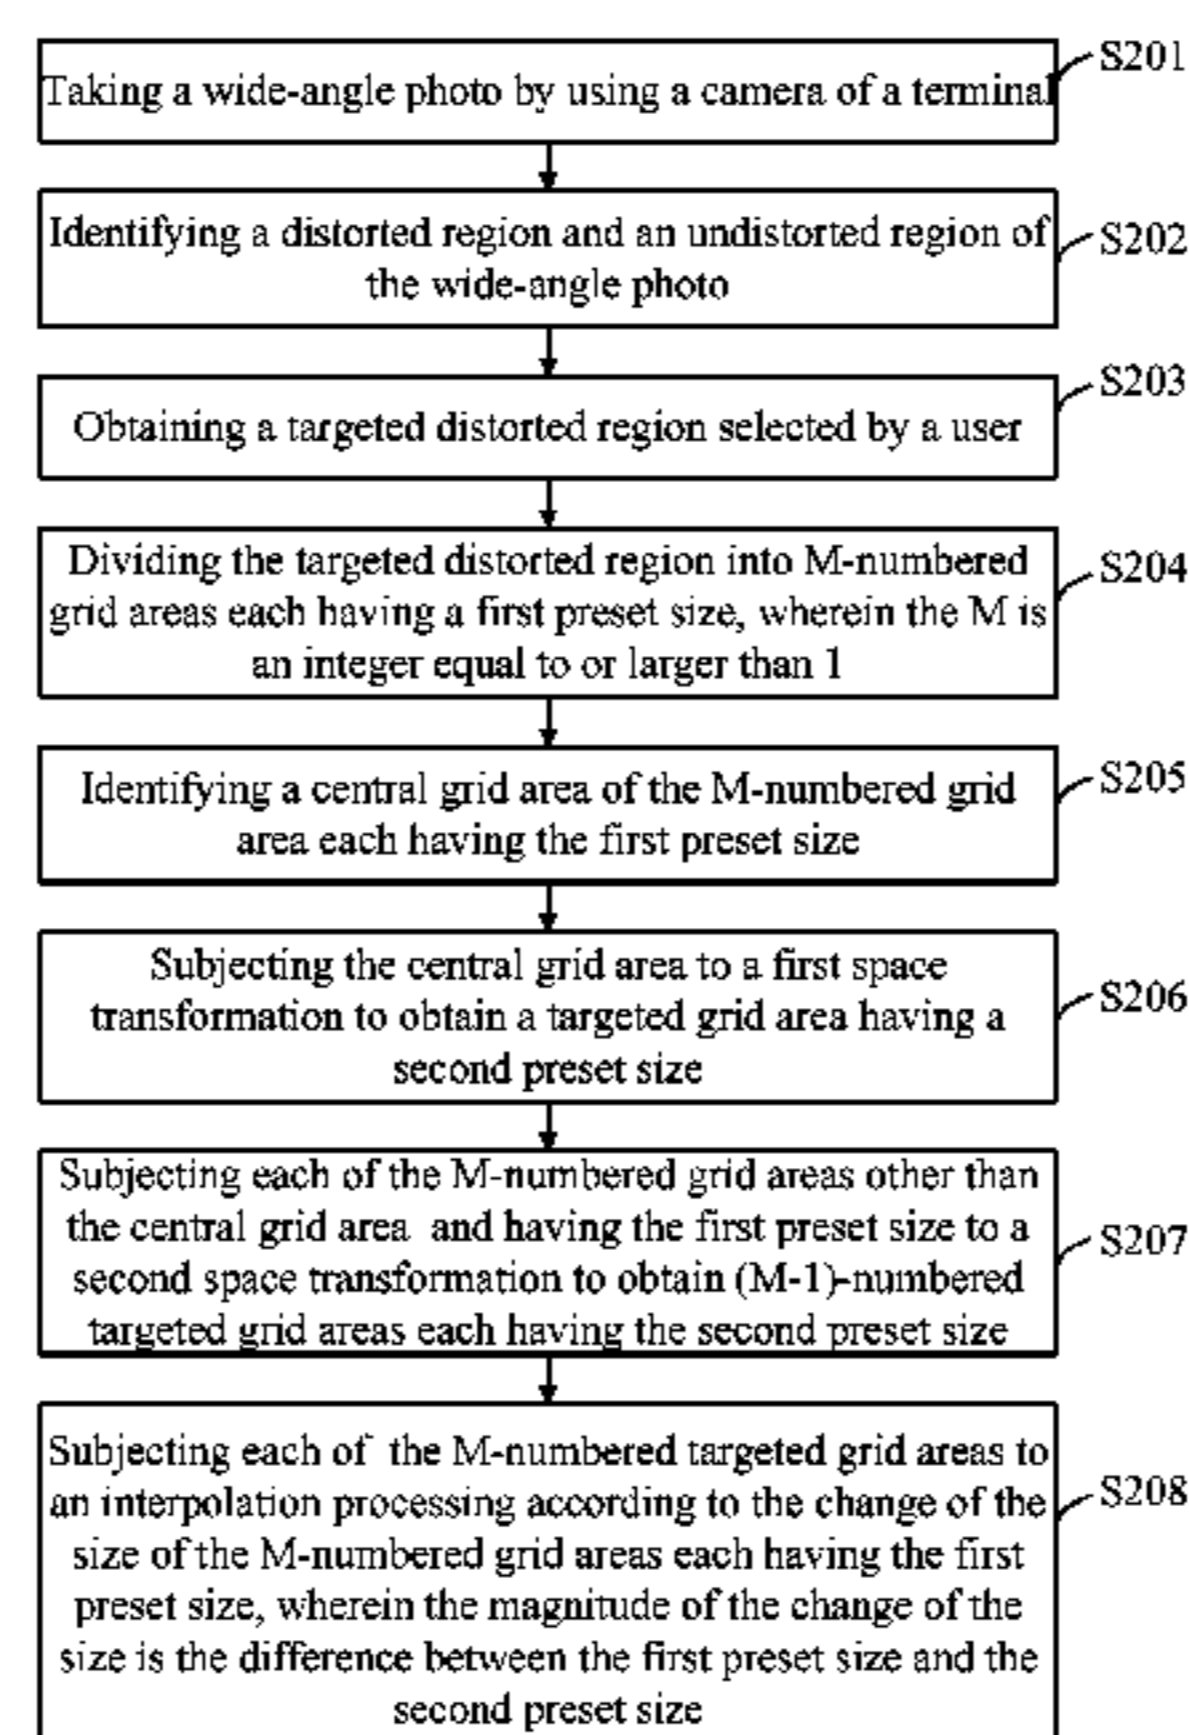 Taking a wide-angle photo by using a camera of a terminal
S201
Identifying a distorted region and an undistorted region of
the wide-angle photo
S202
Obtaining a targeted distorted region selected by a user
S203
Dividing the targeted distorted region into M-numbered
grid areas each having a first preset size, wherein the M is
an integer equal to or larger than 1
S204
Identifying a central grid area of the M-numbered grid
area each having the first preset size
S205
Subjecting the central grid area to a first space
transformation to obtain a targeted grid area having a
second preset size
S206
Subjecting each of the M-numbered grid areas other than
the central grid area and having the first preset size to a
second space transformation to obtain (M-1)-numbered
targeted grid areas each having the second preset size
S207
Subjecting each of the M-numbered targeted grid areas to
an interpolation processing according to the change of the
size of the M-numbered grid areas each having the first
preset size, wherein the magnitude of the change of the
size is the difference between the first preset size and the
second preset size
S208